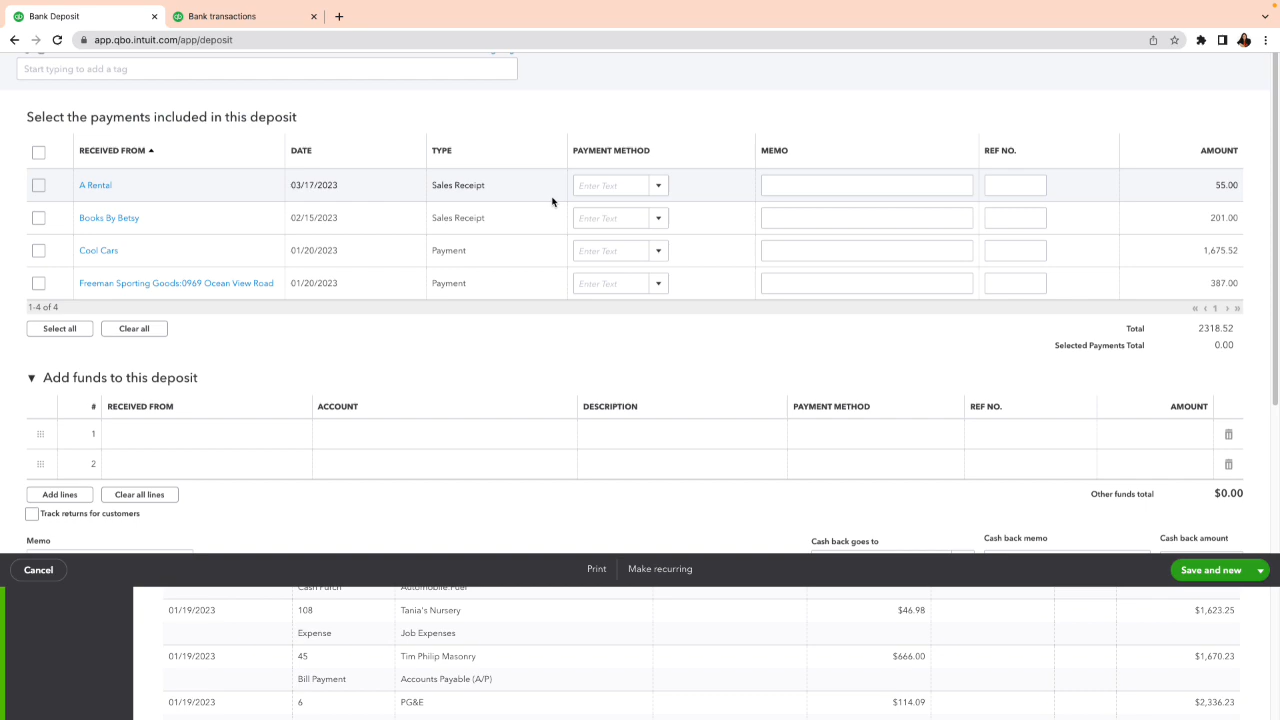 Bank Deposit
Bank transactions
app.qbo.intuit.com/app/deposit
Start typing to add a tag
Select the payments included in this deposit
RECEIVED FROM DATE TYPE PAYMENT METHOD MEMO REF NO. AMOUNT
A Rental 03/17/2023 Sales Receipt Enter Text 55.00
Books By Betsy 02/15/2023 Sales Receipt Enter Text 201.00
Cool Cars 01/20/2023 Payment Enter Text 1,675.52
Freeman Sporting Goods:0969 Ocean View Road 01/20/2023 Payment Enter Text 387.00
1-4 of 4 « ‹ 1 › »
Select all Clear all Total 2318.52
Selected Payments Total 0.00
Add funds to this deposit
# RECEIVED FROM ACCOUNT DESCRIPTION PAYMENT METHOD REF NO. AMOUNT
1
2
Add lines Clear all lines Other funds total $0.00
Track returns for customers
Memo Cash back goes to Cash back memo Cash back amount
Cancel Print Make recurring Save and new
Cash Purch Automobile:Fuel
01/19/2023 108 Tania's Nursery $46.98 $1,623.25
Expense Job Expenses
01/19/2023 45 Tim Philip Masonry $666.00 $1,670.23
Bill Payment Accounts Payable (A/P)
01/19/2023 6 PG&E $114.09 $2,336.23